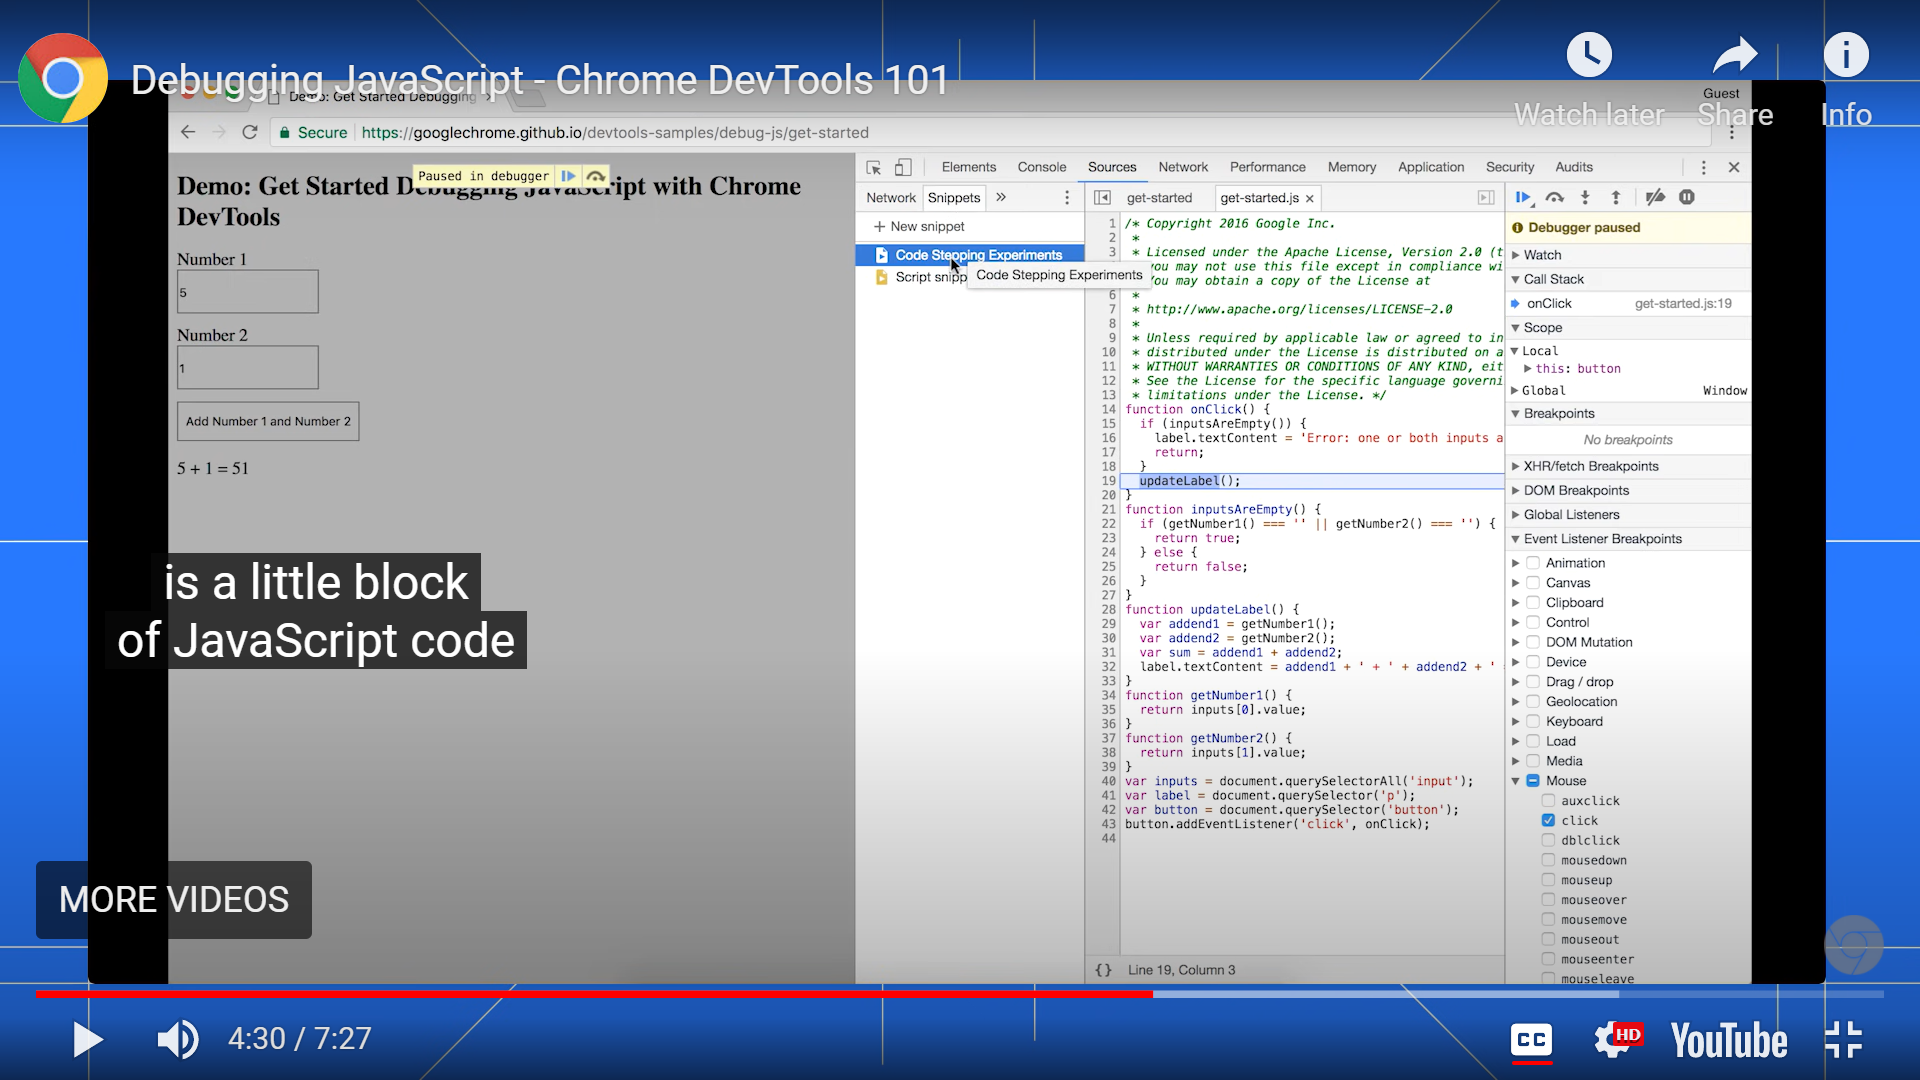 Debugging JavaScript - Chrome DevTools 101
Watch later
Share
Info
Demo: Get Started Debugging
Guest
Secure https://googlechrome.github.io/devtools-samples/debug-js/get-started
Paused in debugger
Demo: Get Started Debugging JavaScript with Chrome
DevTools
Number 1
5
Number 2
1
Add Number 1 and Number 2
5 + 1 = 51
Elements Console Sources Network Performance Memory Application Security Audits
Network Snippets »
New snippet
Code Stepping Experiments
Script snipp
Code Stepping Experiments
get-started get-started.js ×
1 /* Copyright 2016 Google Inc.
2 *
3 * Licensed under the Apache License, Version 2.0 (t
you may not use this file except in compliance wi
You may obtain a copy of the License at
6 *
7 * http://www.apache.org/licenses/LICENSE-2.0
8 *
9 * Unless required by applicable law or agreed to in
10 * distributed under the License is distributed on a
11 * WITHOUT WARRANTIES OR CONDITIONS OF ANY KIND, eit
12 * See the License for the specific language governi
13 * limitations under the License. */
14 function onClick() {
15 if (inputsAreEmpty()) {
16 label.textContent = 'Error: one or both inputs a
17 return;
18 }
19 updateLabel();
20 }
21 function inputsAreEmpty() {
22 if (getNumber1() === '' || getNumber2() === '') {
23 return true;
24 } else {
25 return false;
26 }
27 }
28 function updateLabel() {
29 var addend1 = getNumber1();
30 var addend2 = getNumber2();
31 var sum = addend1 + addend2;
32 label.textContent = addend1 + ' + ' + addend2 + '
33 }
34 function getNumber1() {
35 return inputs[0].value;
36 }
37 function getNumber2() {
38 return inputs[1].value;
39 }
40 var inputs = document.querySelectorAll('input');
41 var label = document.querySelector('p');
42 var button = document.querySelector('button');
43 button.addEventListener('click', onClick);
44
{} Line 19, Column 3
Debugger paused
Watch
Call Stack
onClick get-started.js:19
Scope
Local
this: button
Global Window
Breakpoints
No breakpoints
XHR/fetch Breakpoints
DOM Breakpoints
Global Listeners
Event Listener Breakpoints
Animation
Canvas
Clipboard
Control
DOM Mutation
Device
Drag / drop
Geolocation
Keyboard
Load
Media
Mouse
auxclick
click
dblclick
mousedown
mouseup
mouseover
mousemove
mouseout
mouseenter
mouseleave
is a little block
of JavaScript code
MORE VIDEOS
4:30 / 7:27
CC
HD
YouTube